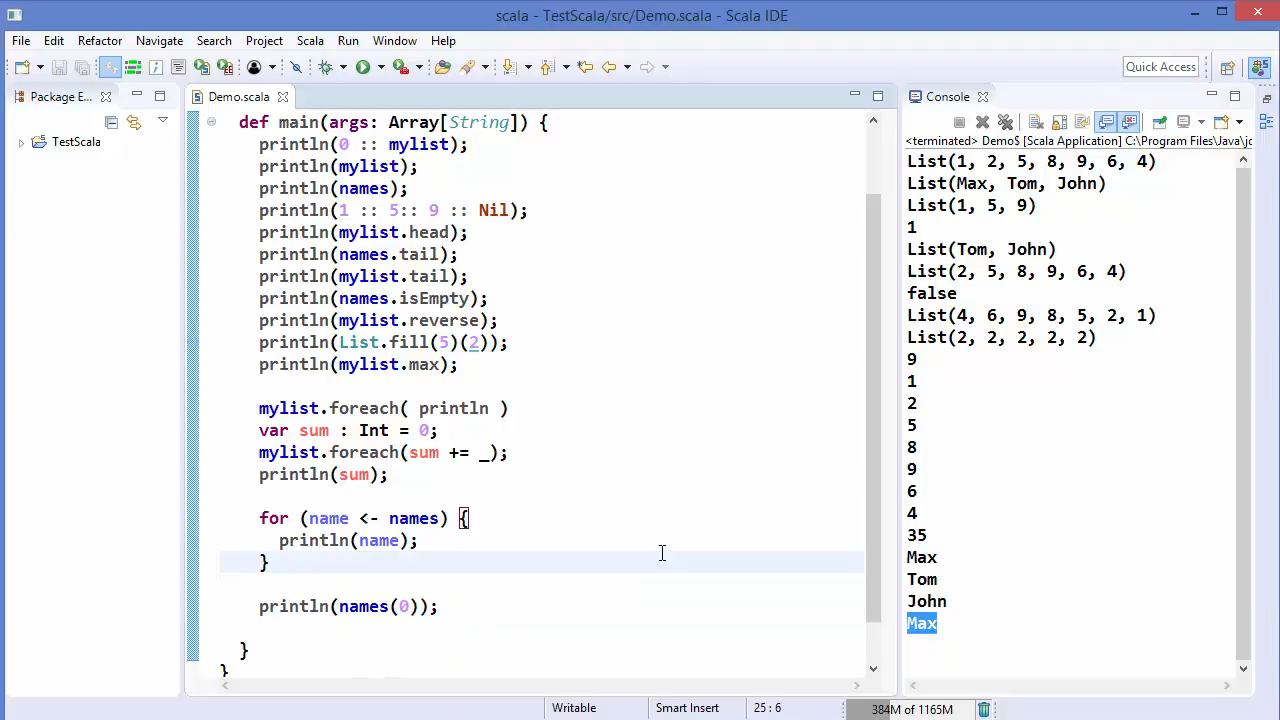 scala - TestScala/src/Demo.scala - Scala IDE
File Edit Refactor Navigate Search Project Scala Run Window Help
Quick Access
Package E...
TestScala
Demo.scala
def main(args: Array[String]) {
println(0 :: mylist);
println(mylist);
println(names);
println(1 :: 5:: 9 :: Nil);
println(mylist.head);
println(names.tail);
println(mylist.tail);
println(names.isEmpty);
println(mylist.reverse);
println(List.fill(5)(2));
println(mylist.max);
mylist.foreach( println )
var sum : Int = 0;
mylist.foreach(sum += _);
println(sum);
for (name <- names) {
println(name);
}
println(names(0));
}
}
Console
<terminated> Demo$ [Scala Application] C:\Program Files\Java\jc
List(1, 2, 5, 8, 9, 6, 4)
List(Max, Tom, John)
List(1, 5, 9)
1
List(Tom, John)
List(2, 5, 8, 9, 6, 4)
false
List(4, 6, 9, 8, 5, 2, 1)
List(2, 2, 2, 2, 2)
9
1
2
5
8
9
6
4
35
Max
Tom
John
Max
Writable Smart Insert 25 : 6 384M of 1165M